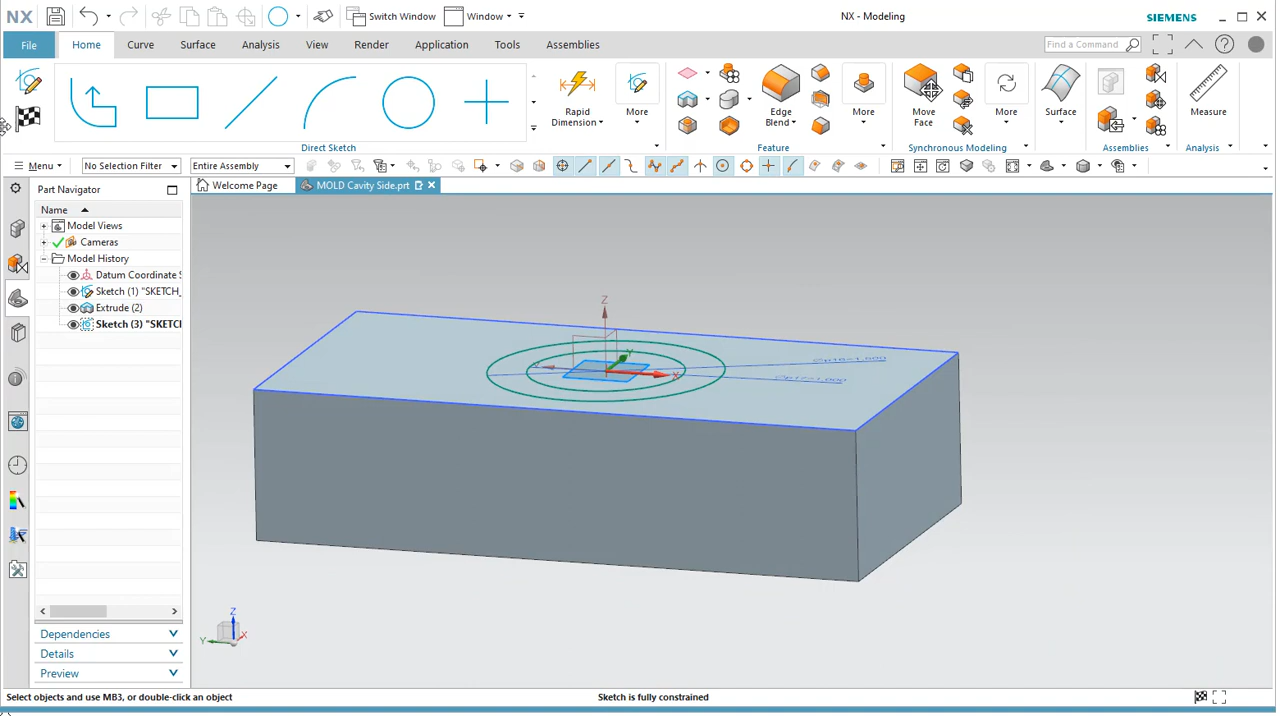 NX
Switch Window
Window
NX - Modeling
SIEMENS
File
Home
Curve
Surface
Analysis
View
Render
Application
Tools
Assemblies
Find a Command
Rapid Dimension
More
Direct Sketch
Edge Blend
More
Feature
Move Face
More
Synchronous Modeling
Surface
Assemblies
Measure
Analysis
Menu
No Selection Filter
Entire Assembly
Part Navigator
Welcome Page
MOLD Cavity Side.prt
Name
Model Views
Cameras
Model History
Datum Coordinate S
Sketch (1) "SKETCH_
Extrude (2)
Sketch (3) "SKETCH
Z
Y
X
Z
Y
X
Dependencies
Details
Preview
Select objects and use MB3, or double-click an object
Sketch is fully constrained